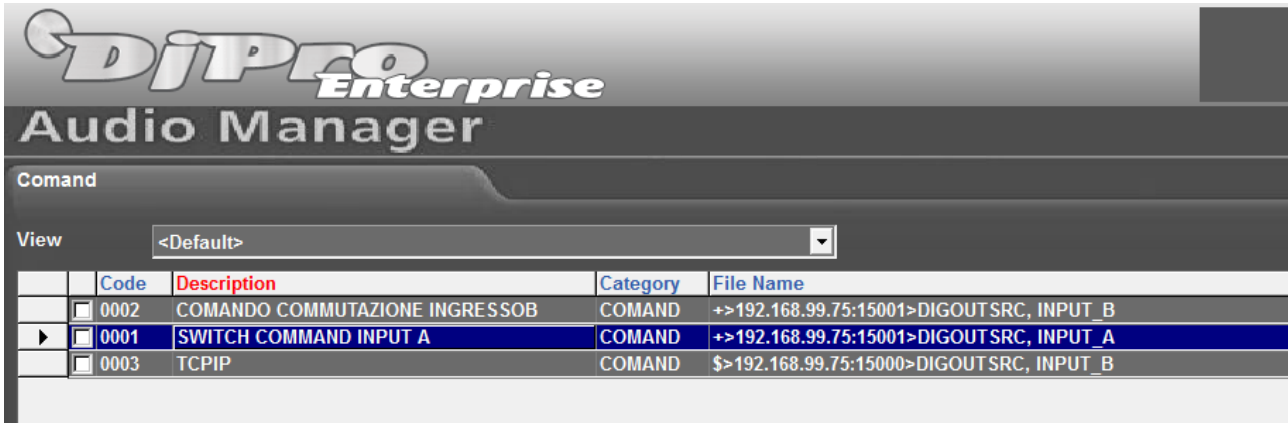 DjPro
Enterprise
Audio Manager
Comand
View <Default>
Code Description Category File Name
0002 COMANDO COMMUTAZIONE INGRESSOB COMAND +>192.168.99.75:15001>DIGOUTSRC, INPUT_B
0001 SWITCH COMMAND INPUT A COMAND +>192.168.99.75:15001>DIGOUTSRC, INPUT_A
0003 TCPIP COMAND $>192.168.99.75:15000>DIGOUTSRC, INPUT_B